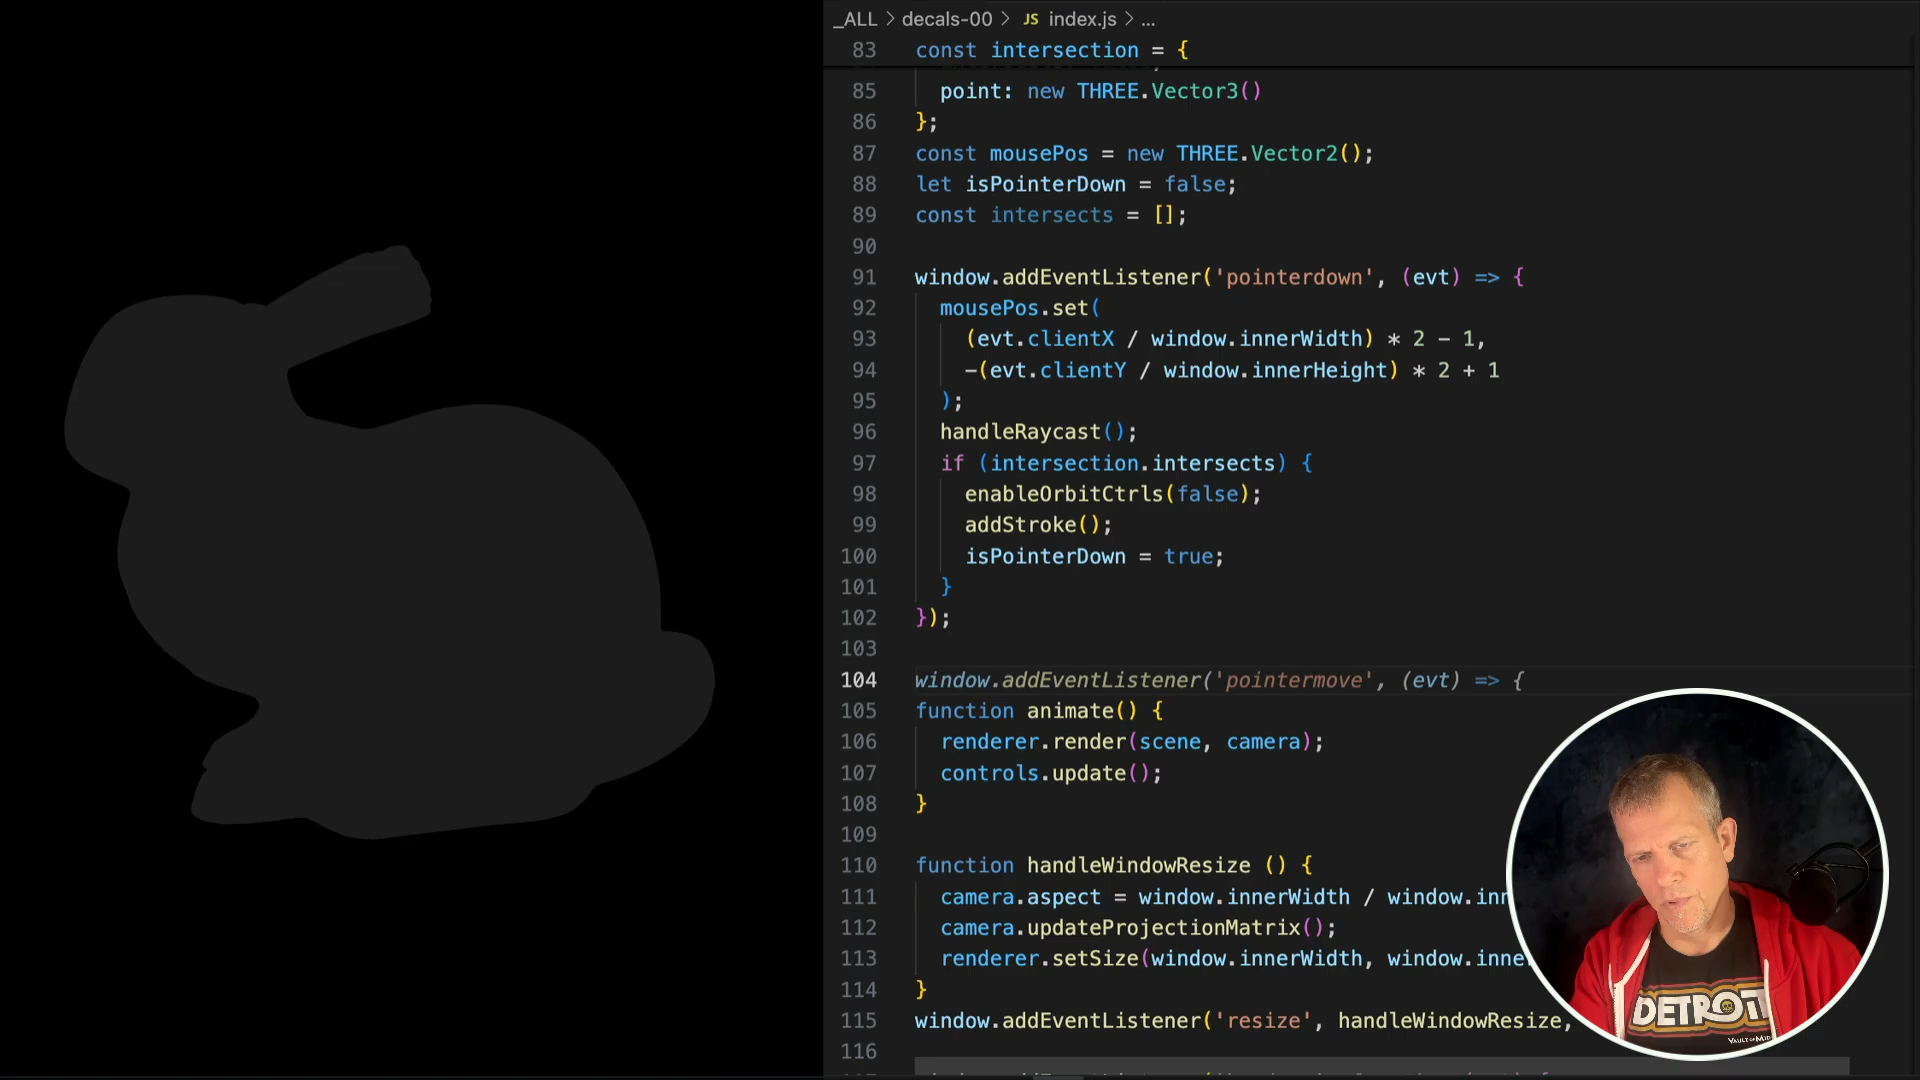 _ALL > decals-00 > JS index.js > ...
83 const intersection = {
85 point: new THREE.Vector3()
86 };
87 const mousePos = new THREE.Vector2();
88 let isPointerDown = false;
89 const intersects = [];
90
91 window.addEventListener('pointerdown', (evt) => {
92 mousePos.set(
93 (evt.clientX / window.innerWidth) * 2 - 1,
94 -(evt.clientY / window.innerHeight) * 2 + 1
95 );
96 handleRaycast();
97 if (intersection.intersects) {
98 enableOrbitCtrls(false);
99 addStroke();
100 isPointerDown = true;
101 }
102 });
103
104 window.addEventListener('pointermove', (evt) => {
105 function animate() {
106 renderer.render(scene, camera);
107 controls.update();
108 }
109
110 function handleWindowResize () {
111 camera.aspect = window.innerWidth / window.inn
112 camera.updateProjectionMatrix();
113 renderer.setSize(window.innerWidth, window.inne
114 }
115 window.addEventListener('resize', handleWindowResize,
116
DETROIT
VAULT OF MID